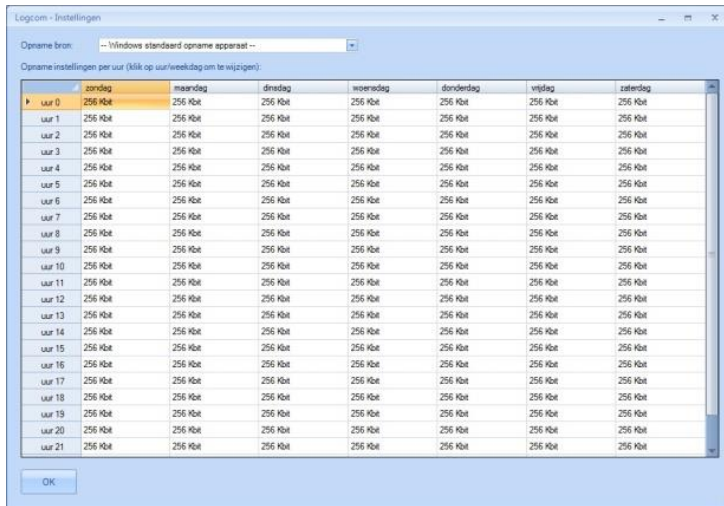 Logcom - Instellingen
Opname bron: -- Windows standaard opname apparaat --
Opname instellingen per uur (klik op uur/weekdag om te wijzigen):
zondag maandag dinsdag woensdag donderdag vrijdag zaterdag
uur 0 256 Kbit 256 Kbit 256 Kbit 256 Kbit 256 Kbit 256 Kbit 256 Kbit
uur 1 256 Kbit 256 Kbit 256 Kbit 256 Kbit 256 Kbit 256 Kbit 256 Kbit
uur 2 256 Kbit 256 Kbit 256 Kbit 256 Kbit 256 Kbit 256 Kbit 256 Kbit
uur 3 256 Kbit 256 Kbit 256 Kbit 256 Kbit 256 Kbit 256 Kbit 256 Kbit
uur 4 256 Kbit 256 Kbit 256 Kbit 256 Kbit 256 Kbit 256 Kbit 256 Kbit
uur 5 256 Kbit 256 Kbit 256 Kbit 256 Kbit 256 Kbit 256 Kbit 256 Kbit
uur 6 256 Kbit 256 Kbit 256 Kbit 256 Kbit 256 Kbit 256 Kbit 256 Kbit
uur 7 256 Kbit 256 Kbit 256 Kbit 256 Kbit 256 Kbit 256 Kbit 256 Kbit
uur 8 256 Kbit 256 Kbit 256 Kbit 256 Kbit 256 Kbit 256 Kbit 256 Kbit
uur 9 256 Kbit 256 Kbit 256 Kbit 256 Kbit 256 Kbit 256 Kbit 256 Kbit
uur 10 256 Kbit 256 Kbit 256 Kbit 256 Kbit 256 Kbit 256 Kbit 256 Kbit
uur 11 256 Kbit 256 Kbit 256 Kbit 256 Kbit 256 Kbit 256 Kbit 256 Kbit
uur 12 256 Kbit 256 Kbit 256 Kbit 256 Kbit 256 Kbit 256 Kbit 256 Kbit
uur 13 256 Kbit 256 Kbit 256 Kbit 256 Kbit 256 Kbit 256 Kbit 256 Kbit
uur 14 256 Kbit 256 Kbit 256 Kbit 256 Kbit 256 Kbit 256 Kbit 256 Kbit
uur 15 256 Kbit 256 Kbit 256 Kbit 256 Kbit 256 Kbit 256 Kbit 256 Kbit
uur 16 256 Kbit 256 Kbit 256 Kbit 256 Kbit 256 Kbit 256 Kbit 256 Kbit
uur 17 256 Kbit 256 Kbit 256 Kbit 256 Kbit 256 Kbit 256 Kbit 256 Kbit
uur 18 256 Kbit 256 Kbit 256 Kbit 256 Kbit 256 Kbit 256 Kbit 256 Kbit
uur 19 256 Kbit 256 Kbit 256 Kbit 256 Kbit 256 Kbit 256 Kbit 256 Kbit
uur 20 256 Kbit 256 Kbit 256 Kbit 256 Kbit 256 Kbit 256 Kbit 256 Kbit
uur 21 256 Kbit 256 Kbit 256 Kbit 256 Kbit 256 Kbit 256 Kbit 256 Kbit
OK